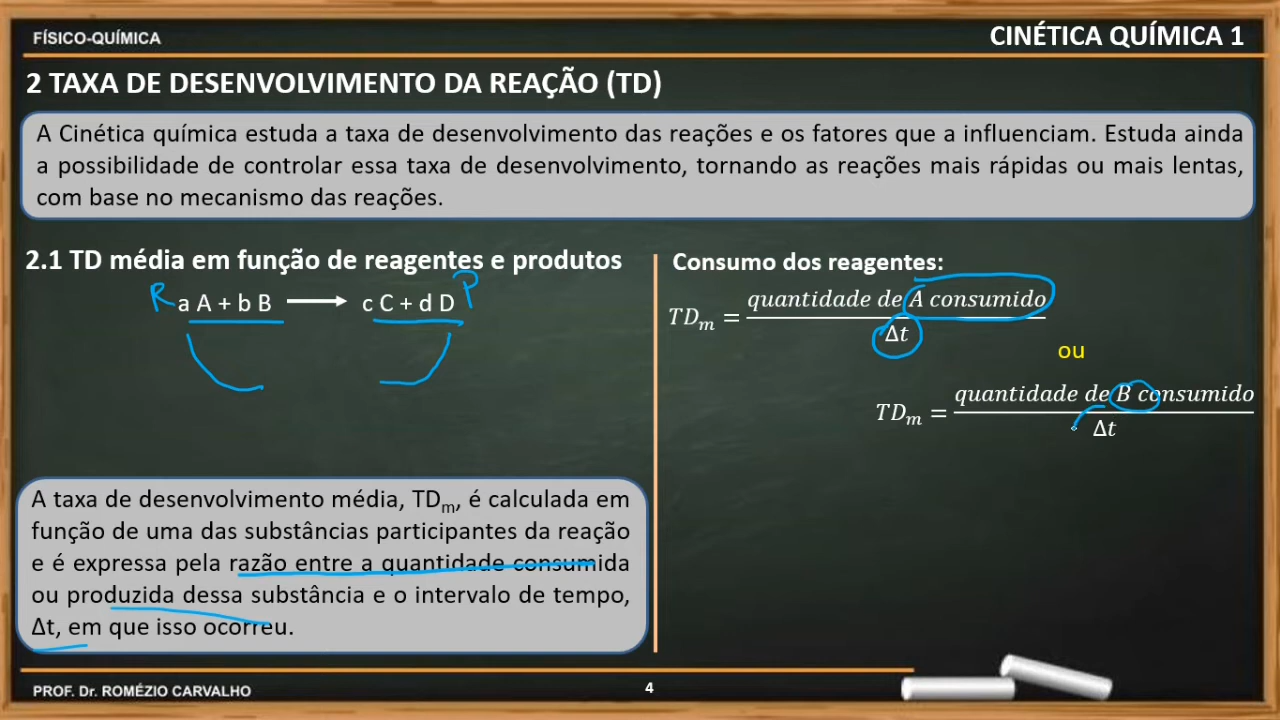 FÍSICO-QUÍMICA
CINÉTICA QUÍMICA 1
2 TAXA DE DESENVOLVIMENTO DA REAÇÃO (TD)
A Cinética química estuda a taxa de desenvolvimento das reações e os fatores que a influenciam. Estuda ainda
a possibilidade de controlar essa taxa de desenvolvimento, tornando as reações mais rápidas ou mais lentas,
com base no mecanismo das reações.
2.1 TD média em função de reagentes e produtos
R a A + b B ⟶ c C + d D P
A taxa de desenvolvimento média, TDₘ, é calculada em
função de uma das substâncias participantes da reação
e é expressa pela razão entre a quantidade consumida
ou produzida dessa substância e o intervalo de tempo,
Δt, em que isso ocorreu.
Consumo dos reagentes:
TDₘ = quantidade de A consumido
Δt
ou
TDₘ = quantidade de B consumido
Δt
PROF. Dr. ROMÉZIO CARVALHO
4